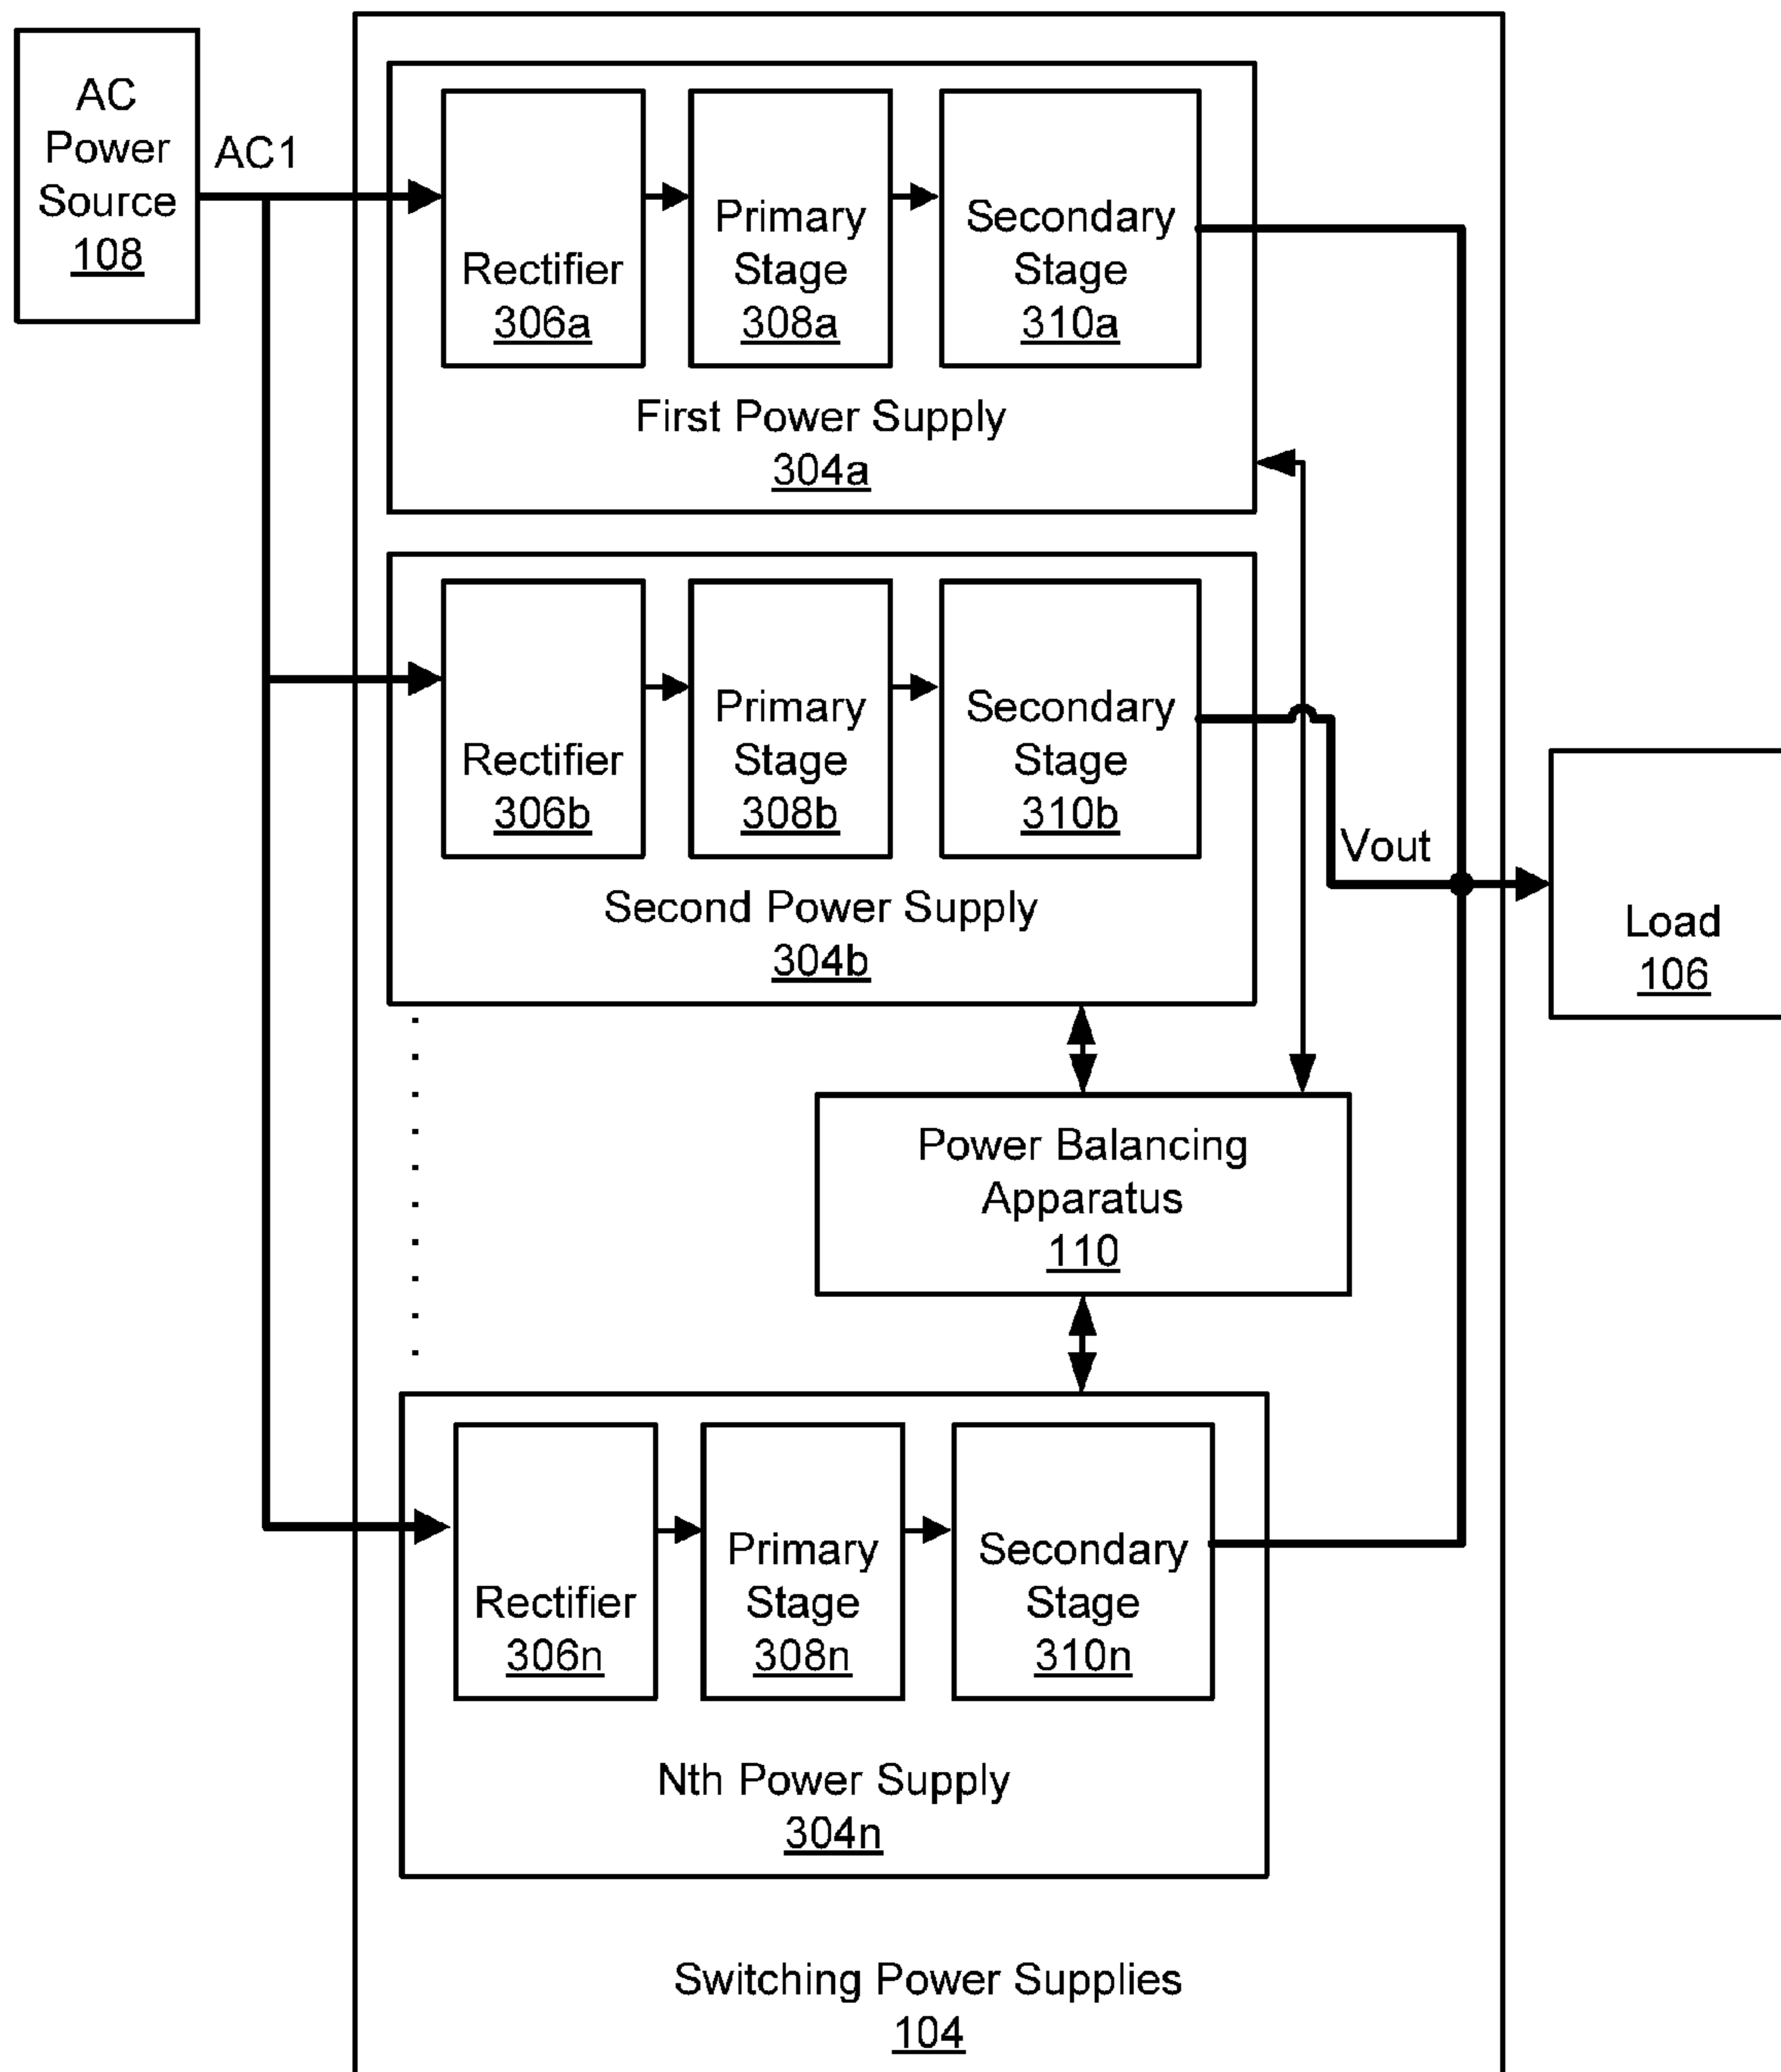 AC
Power
Source
108
AC1
Rectifier
306a
Primary
Stage
308a
Secondary
Stage
310a
First Power Supply
304a
Rectifier
306b
Primary
Stage
308b
Secondary
Stage
310b
Second Power Supply
304b
Vout
Load
106
Power Balancing
Apparatus
110
Rectifier
306n
Primary
Stage
308n
Secondary
Stage
310n
Nth Power Supply
304n
Switching Power Supplies
104